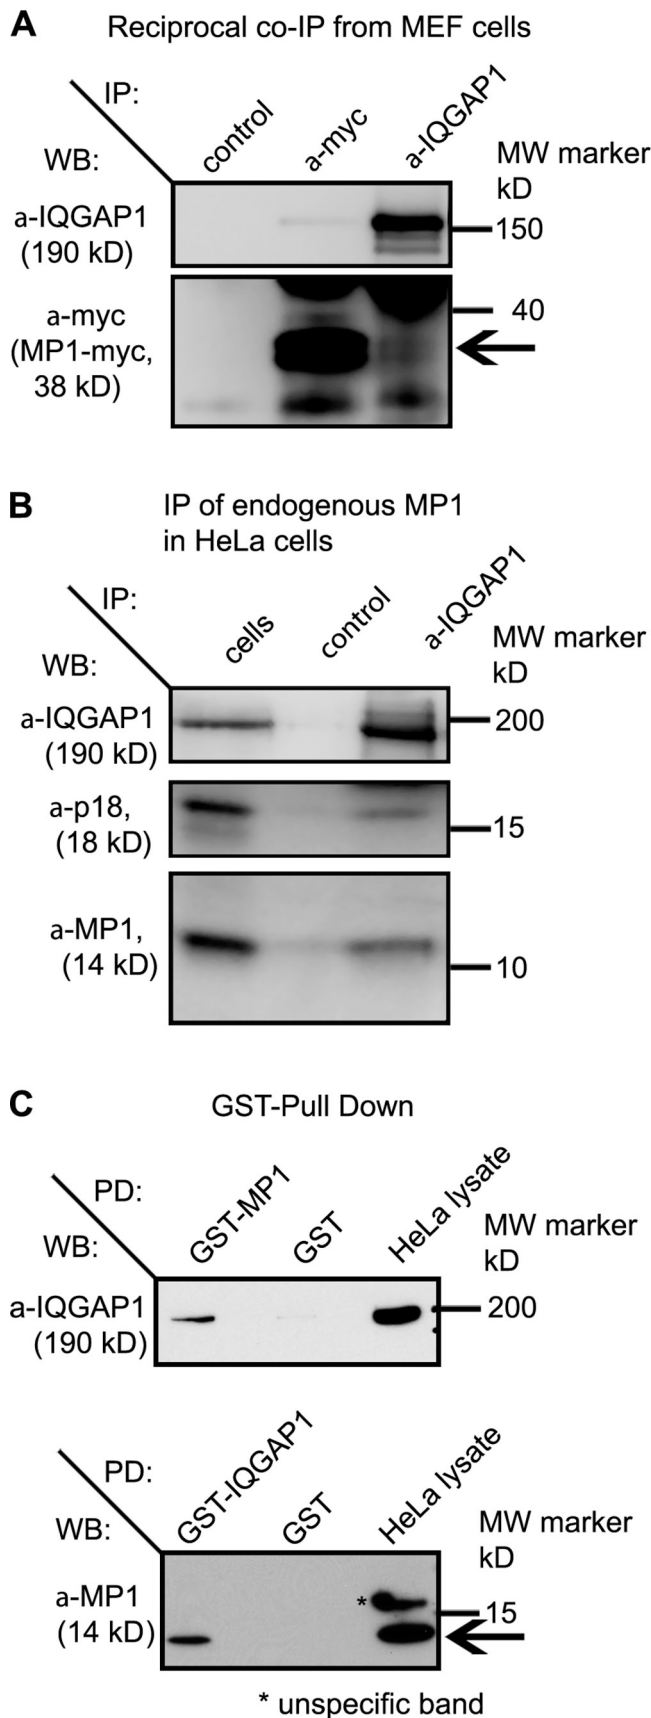 A
Reciprocal co-IP from MEF cells
IP:
control
a-myc
a-IQGAP1
WB:
MW marker
kD
a-IQGAP1
(190 kD)
150
a-myc
(MP1-myc,
38 kD)
40
B
IP of endogenous MP1
in HeLa cells
IP:
cells
control
a-IQGAP1
WB:
MW marker
kD
a-IQGAP1
(190 kD)
200
a-p18,
(18 kD)
15
a-MP1,
(14 kD)
10
C
GST-Pull Down
PD:
GST-MP1
GST
HeLa lysate
WB:
MW marker
kD
a-IQGAP1
(190 kD)
200
PD:
GST-IQGAP1
GST
HeLa lysate
WB:
MW marker
kD
a-MP1
(14 kD)
*
15
* unspecific band